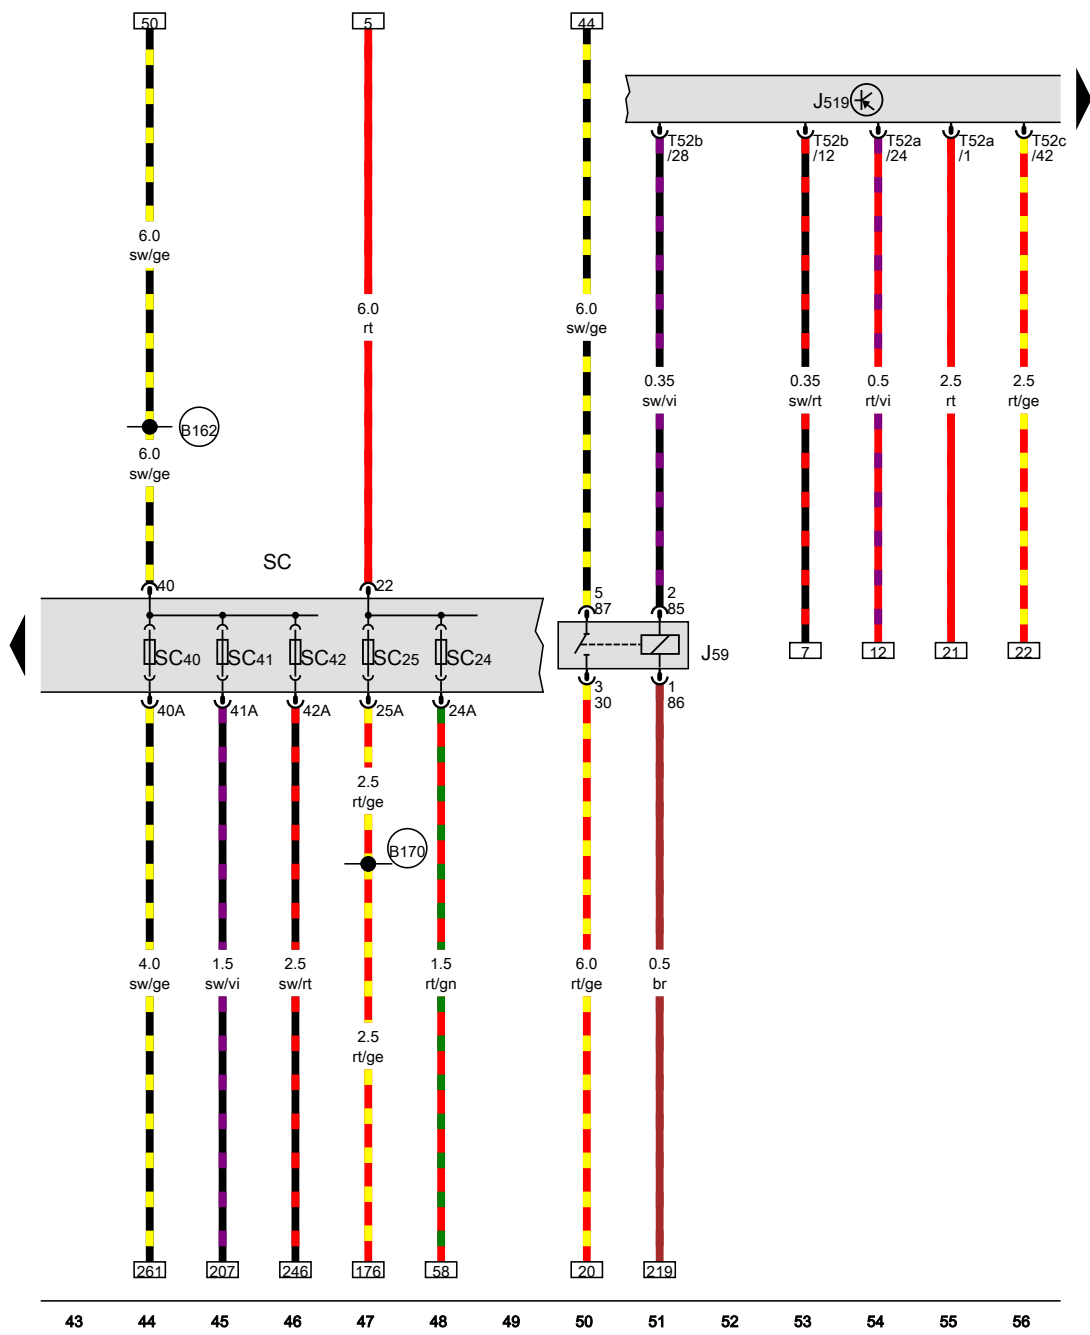 50
5
44
J519
T52b
/28
T52b
/12
T52a
/24
T52a
/1
T52c
/42
6.0
sw/ge
6.0
rt
6.0
sw/ge
0.35
sw/vi
0.35
sw/rt
0.5
rt/vi
2.5
rt
2.5
rt/ge
B162
6.0
sw/ge
SC
40
22
5
87
2
85
SC40
SC41
SC42
SC25
SC24
J59
7
12
21
22
3
30
1
86
40A
41A
42A
25A
24A
2.5
rt/ge
B170
4.0
sw/ge
1.5
sw/vi
2.5
sw/rt
1.5
rt/gn
6.0
rt/ge
0.5
br
2.5
rt/ge
261
207
246
176
58
20
219
43 44 45 46 47 48 49 50 51 52 53 54 55 56